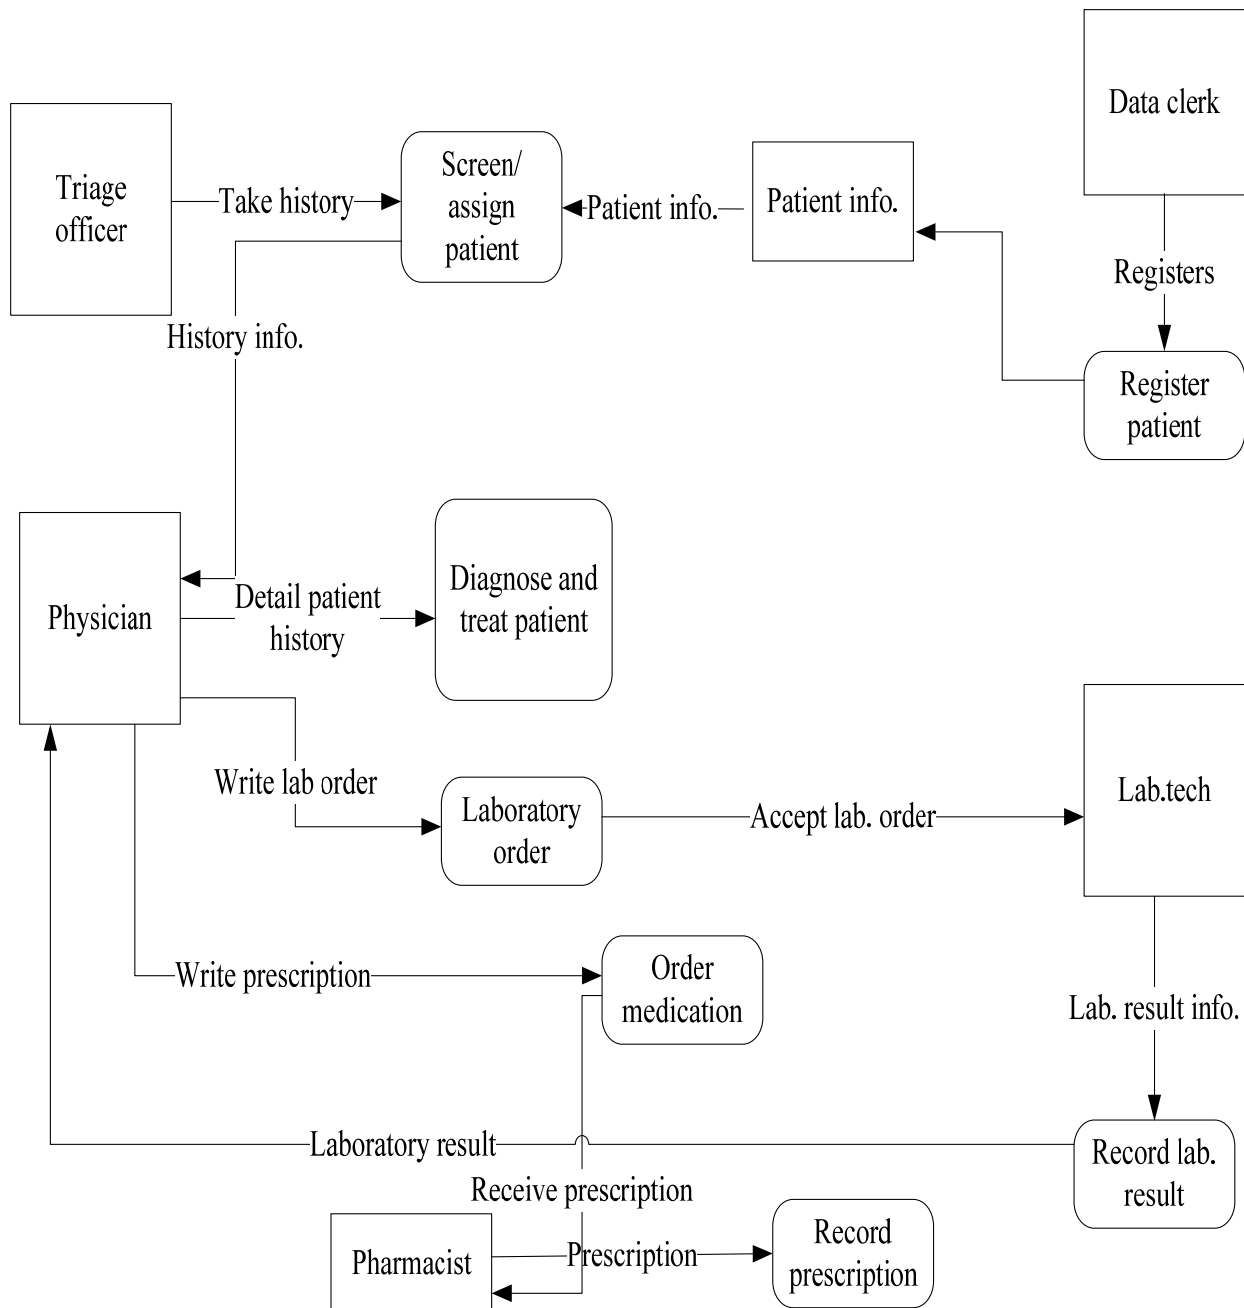 Data clerk
Triage
officer
Take history
Screen/
assign
patient
Patient info.
Patient info.
Registers
History info.
Register
patient
Physician
Detail patient
history
Diagnose and
treat patient
Write lab order
Laboratory
order
Accept lab. order
Lab.tech
Write prescription
Order
medication
Lab. result info.
Laboratory result
Record lab.
result
Receive prescription
Pharmacist
Prescription
Record
prescription